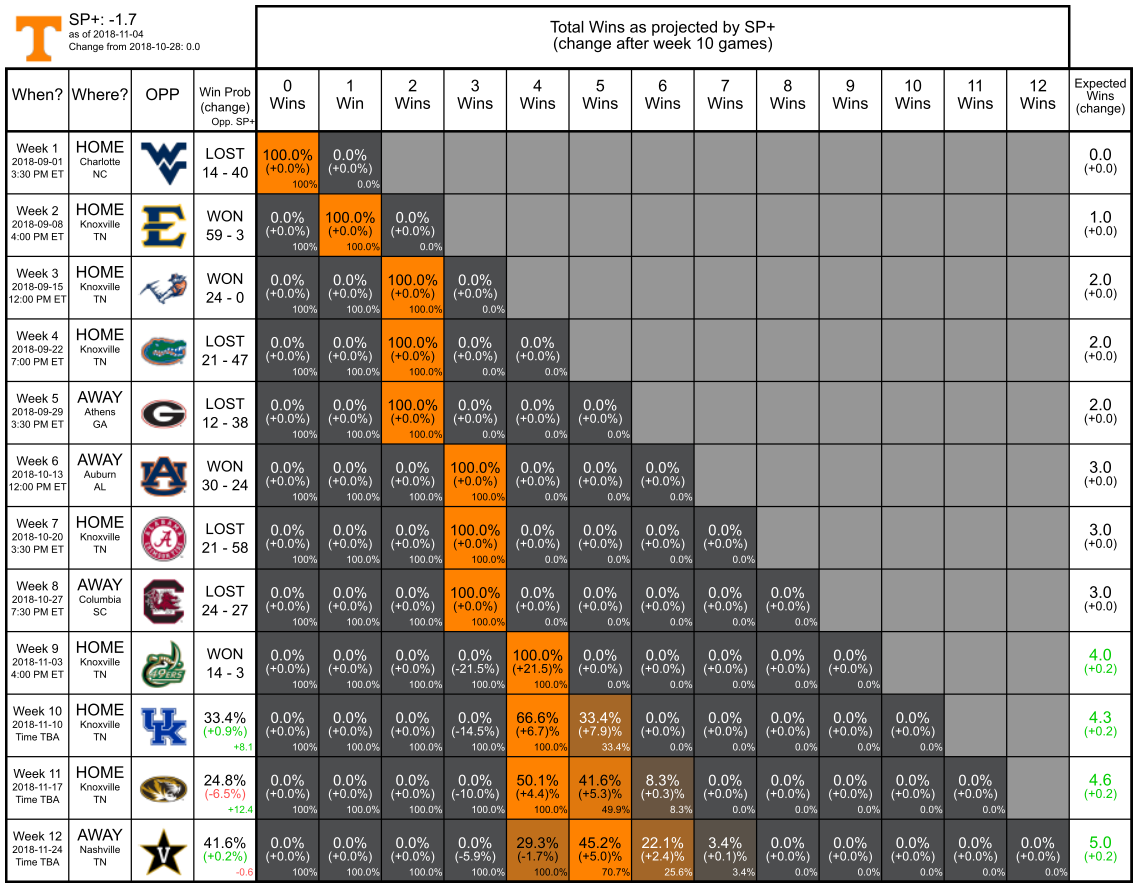 T
SP+: -1.7
as of 2018-11-04
Change from 2018-10-28: 0.0
Total Wins as projected by SP+
(change after week 10 games)
When? Where? OPP Win Prob (change) Opp. SP+ 0 Wins 1 Win 2 Wins 3 Wins 4 Wins 5 Wins 6 Wins 7 Wins 8 Wins 9 Wins 10 Wins 11 Wins 12 Wins Expected Wins (change)
Week 1 HOME LOST 100.0% 0.0% 0.0
2018-09-01 Charlotte WV (+0.0%) (+0.0%) (+0.0)
3:30 PM ET NC 14 - 40 100% 0.0%
Week 2 HOME WON 0.0% 100.0% 0.0% 1.0
2018-09-08 Knoxville E (+0.0%) (+0.0%) (+0.0%) (+0.0)
4:00 PM ET TN 59 - 3 100% 100.0% 0.0%
Week 3 HOME WON 0.0% 0.0% 100.0% 0.0% 2.0
2018-09-15 Knoxville (+0.0%) (+0.0%) (+0.0%) (+0.0%) (+0.0)
12:00 PM ET TN 24 - 0 100% 100.0% 100.0% 0.0%
Week 4 HOME LOST 0.0% 0.0% 100.0% 0.0% 0.0% 2.0
2018-09-22 Knoxville (+0.0%) (+0.0%) (+0.0%) (+0.0%) (+0.0%) (+0.0)
7:00 PM ET TN 21 - 47 100% 100.0% 100.0% 0.0% 0.0%
Week 5 AWAY LOST 0.0% 0.0% 100.0% 0.0% 0.0% 0.0% 2.0
2018-09-29 Athens G (+0.0%) (+0.0%) (+0.0%) (+0.0%) (+0.0%) (+0.0%) (+0.0)
3:30 PM ET GA 12 - 38 100% 100.0% 100.0% 0.0% 0.0% 0.0%
Week 6 AWAY WON 0.0% 0.0% 0.0% 100.0% 0.0% 0.0% 0.0% 3.0
2018-10-13 Auburn AU (+0.0%) (+0.0%) (+0.0%) (+0.0%) (+0.0%) (+0.0%) (+0.0%) (+0.0)
12:00 PM ET AL 30 - 24 100% 100.0% 100.0% 100.0% 0.0% 0.0% 0.0%
Week 7 HOME LOST 0.0% 0.0% 0.0% 100.0% 0.0% 0.0% 0.0% 0.0% 3.0
2018-10-20 Knoxville ALABAMA A CRIMSON TIDE (+0.0%) (+0.0%) (+0.0%) (+0.0%) (+0.0%) (+0.0%) (+0.0%) (+0.0%) (+0.0)
3:30 PM ET TN 21 - 58 100% 100.0% 100.0% 100.0% 0.0% 0.0% 0.0% 0.0%
Week 8 AWAY LOST 0.0% 0.0% 0.0% 100.0% 0.0% 0.0% 0.0% 0.0% 0.0% 3.0
2018-10-27 Columbia C (+0.0%) (+0.0%) (+0.0%) (+0.0%) (+0.0%) (+0.0%) (+0.0%) (+0.0%) (+0.0%) (+0.0)
7:30 PM ET SC 24 - 27 100% 100.0% 100.0% 100.0% 0.0% 0.0% 0.0% 0.0% 0.0%
Week 9 HOME WON 0.0% 0.0% 0.0% 0.0% 100.0% 0.0% 0.0% 0.0% 0.0% 0.0% 4.0
2018-11-03 Knoxville C 49ERS (+0.0%) (+0.0%) (+0.0%) (-21.5%) (+21.5)% (+0.0%) (+0.0%) (+0.0%) (+0.0%) (+0.0%) (+0.2)
4:00 PM ET TN 14 - 3 100% 100.0% 100.0% 100.0% 100.0% 0.0% 0.0% 0.0% 0.0% 0.0%
Week 10 HOME 33.4% 0.0% 0.0% 0.0% 0.0% 66.6% 33.4% 0.0% 0.0% 0.0% 0.0% 0.0% 4.3
2018-11-10 Knoxville UK (+0.9%) (+0.0%) (+0.0%) (+0.0%) (-14.5%) (+6.7)% (+7.9)% (+0.0%) (+0.0%) (+0.0%) (+0.0%) (+0.0%) (+0.2)
Time TBA TN +8.1 100% 100.0% 100.0% 100.0% 100.0% 33.4% 0.0% 0.0% 0.0% 0.0% 0.0%
Week 11 HOME 24.8% 0.0% 0.0% 0.0% 0.0% 50.1% 41.6% 8.3% 0.0% 0.0% 0.0% 0.0% 0.0% 4.6
2018-11-17 Knoxville (-6.5%) (+0.0%) (+0.0%) (+0.0%) (-10.0%) (+4.4)% (+5.3)% (+0.3)% (+0.0%) (+0.0%) (+0.0%) (+0.0%) (+0.0%) (+0.2)
Time TBA TN +12.4 100% 100.0% 100.0% 100.0% 100.0% 49.9% 8.3% 0.0% 0.0% 0.0% 0.0% 0.0%
Week 12 AWAY 41.6% 0.0% 0.0% 0.0% 0.0% 29.3% 45.2% 22.1% 3.4% 0.0% 0.0% 0.0% 0.0% 0.0% 5.0
2018-11-24 Nashville V (+0.2%) (+0.0%) (+0.0%) (+0.0%) (-5.9%) (-1.7%) (+5.0)% (+2.4)% (+0.1)% (+0.0%) (+0.0%) (+0.0%) (+0.0%) (+0.0%) (+0.2)
Time TBA TN -0.6 100% 100.0% 100.0% 100.0% 100.0% 70.7% 25.6% 3.4% 0.0% 0.0% 0.0% 0.0% 0.0%